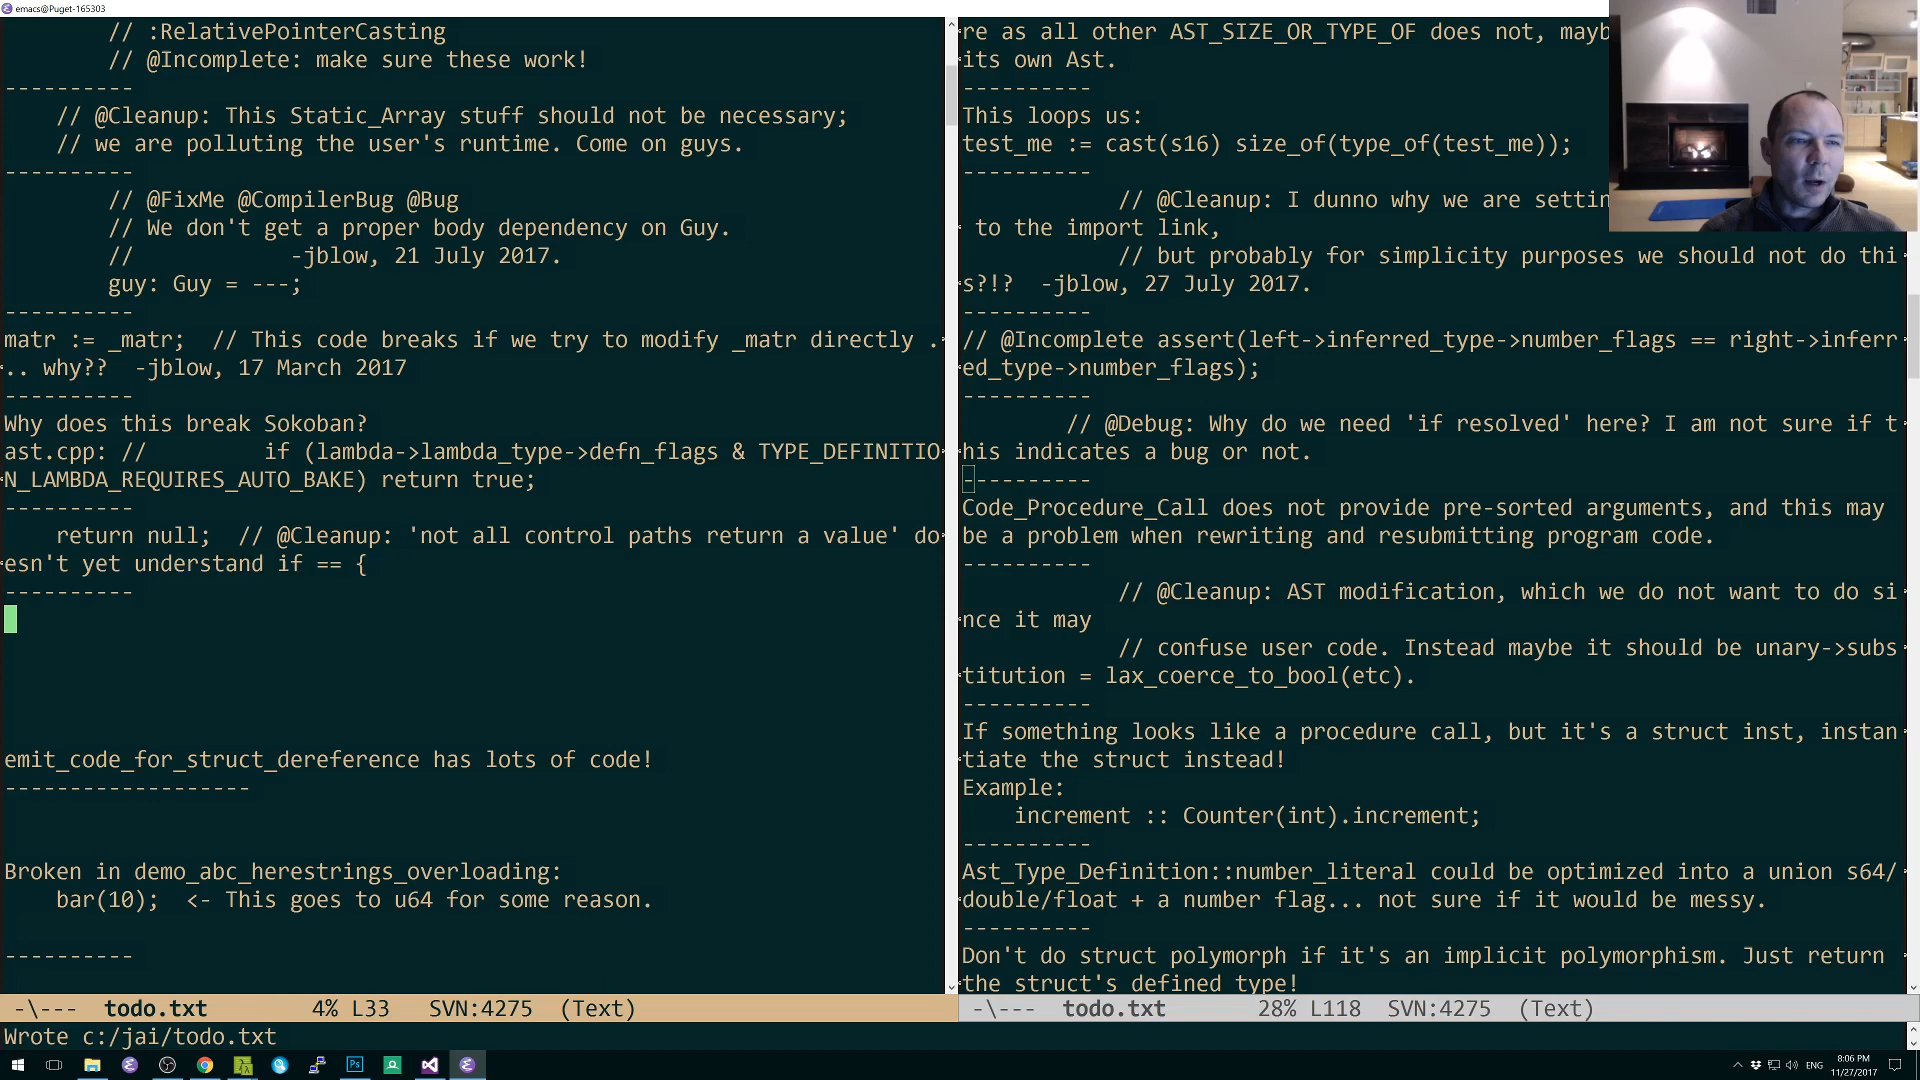 emacs@Puget-165303
// :RelativePointerCasting
// @Incomplete: make sure these work!
----------
// @Cleanup: This Static_Array stuff should not be necessary;
// we are polluting the user's runtime. Come on guys.
----------
// @FixMe @CompilerBug @Bug
// We don't get a proper body dependency on Guy.
//            -jblow, 21 July 2017.
guy: Guy = ---;
----------
matr := _matr;  // This code breaks if we try to modify _matr directly .
.. why??  -jblow, 17 March 2017
----------
Why does this break Sokoban?
ast.cpp: //         if (lambda->lambda_type->defn_flags & TYPE_DEFINITIO
N_LAMBDA_REQUIRES_AUTO_BAKE) return true;
----------
return null;  // @Cleanup: 'not all control paths return a value' do
esn't yet understand if == {
----------
emit_code_for_struct_dereference has lots of code!
-------------------
Broken in demo_abc_herestrings_overloading:
bar(10);  <- This goes to u64 for some reason.
----------
-\---  todo.txt        4% L33   SVN:4275  (Text)
Wrote c:/jai/todo.txt
re as all other AST_SIZE_OR_TYPE_OF does not, mayb
its own Ast.
----------
This loops us:
test_me := cast(s16) size_of(type_of(test_me));
----------
// @Cleanup: I dunno why we are settin
to the import link,
// but probably for simplicity purposes we should not do thi
s?!?  -jblow, 27 July 2017.
----------
// @Incomplete assert(left->inferred_type->number_flags == right->inferr
ed_type->number_flags);
----------
// @Debug: Why do we need 'if resolved' here? I am not sure if t
his indicates a bug or not.
----------
Code_Procedure_Call does not provide pre-sorted arguments, and this may
be a problem when rewriting and resubmitting program code.
----------
// @Cleanup: AST modification, which we do not want to do si
nce it may
// confuse user code. Instead maybe it should be unary->subs
titution = lax_coerce_to_bool(etc).
----------
If something looks like a procedure call, but it's a struct inst, instan
tiate the struct instead!
Example:
increment :: Counter(int).increment;
----------
Ast_Type_Definition::number_literal could be optimized into a union s64/
double/float + a number flag... not sure if it would be messy.
----------
Don't do struct polymorph if it's an implicit polymorphism. Just return
the struct's defined type!
-\---  todo.txt       28% L118  SVN:4275  (Text)
Ps
ENG
8:06 PM
11/27/2017